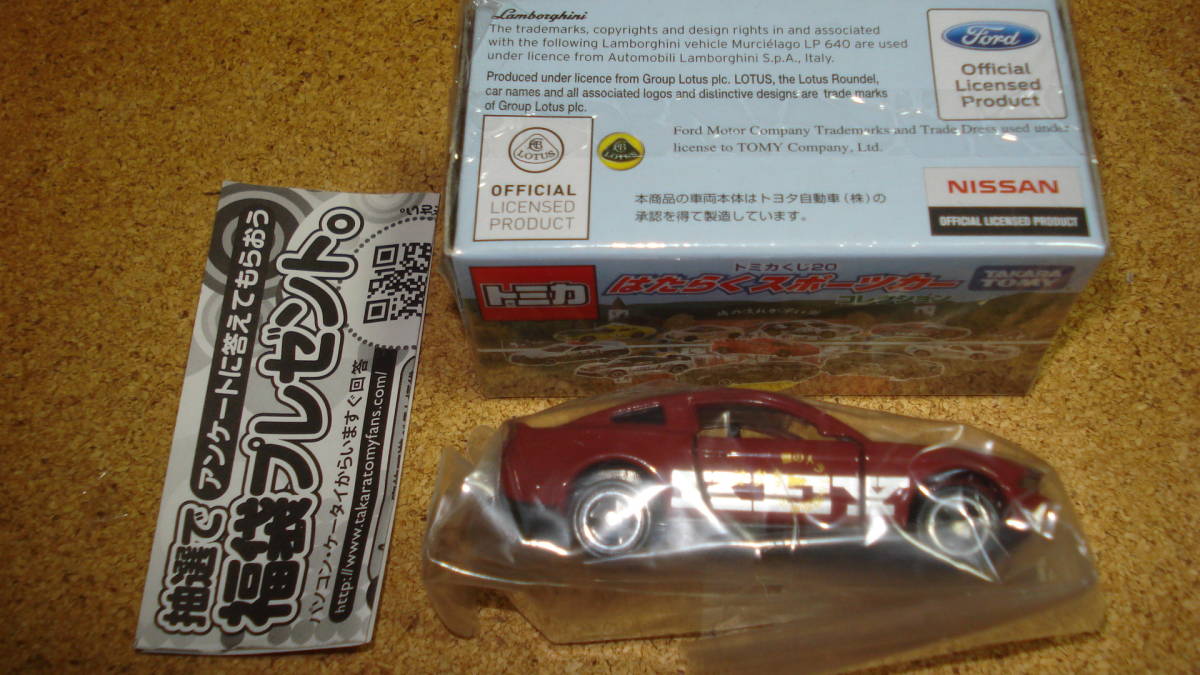 Lamborghini
The trademarks, copyrights and design rights in and associated
with the following Lamborghini vehicle Murciélago LP 640 are used
under licence from Automobili Lamborghini S.p.A., Italy.
Produced under licence from Group Lotus plc. LOTUS, the Lotus Roundel,
car names and all associated logos and distinctive designs are trade marks
of Group Lotus plc.
Ford
Official
Licensed
Product
LOTUS
OFFICIAL
LICENSED
PRODUCT
LOTUS
Ford Motor Company Trademarks and Trade Dress used under
license to TOMY Company, Ltd.
本商品の車両本体はトヨタ自動車(株)の
承認を得て製造しています。
NISSAN
OFFICIAL LICENSED PRODUCT
トミカ
トミカくじ20
はたらくスポーツカー
コレクション
TAKARA
TOMY
抽選で
アンケートに答えてもらおう
福袋プレゼント。
パソコン・ケータイからいますぐ回答
http://www.takaratomyfans.com/